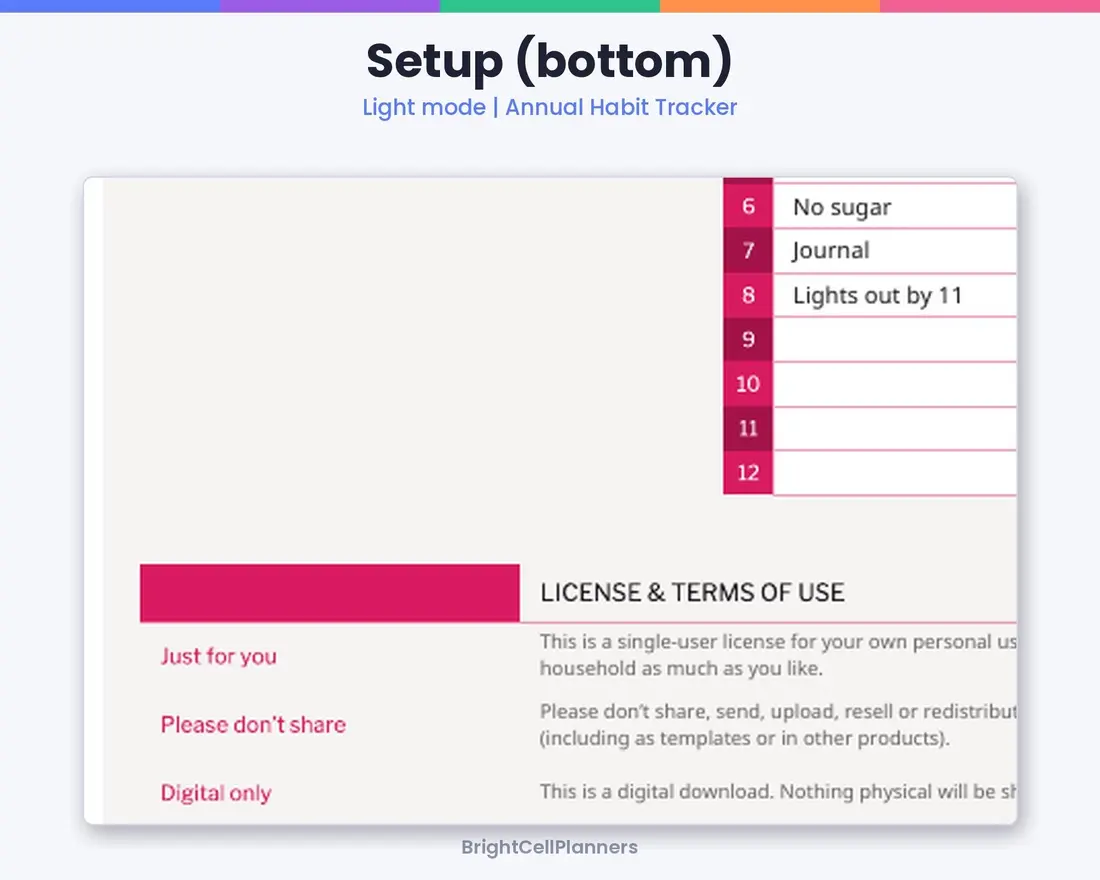 Setup (bottom)
Light mode | Annual Habit Tracker
6 No sugar
7 Journal
8 Lights out by 11
9
10
11
12
LICENSE & TERMS OF USE
Just for you
This is a single-user license for your own personal
household as much as you like.
Please don't share
Please don't share, send, upload, resell or
(including as templates or in other products).
Digital only
This is a digital download. Nothing physical will be
BrightCellPlanners